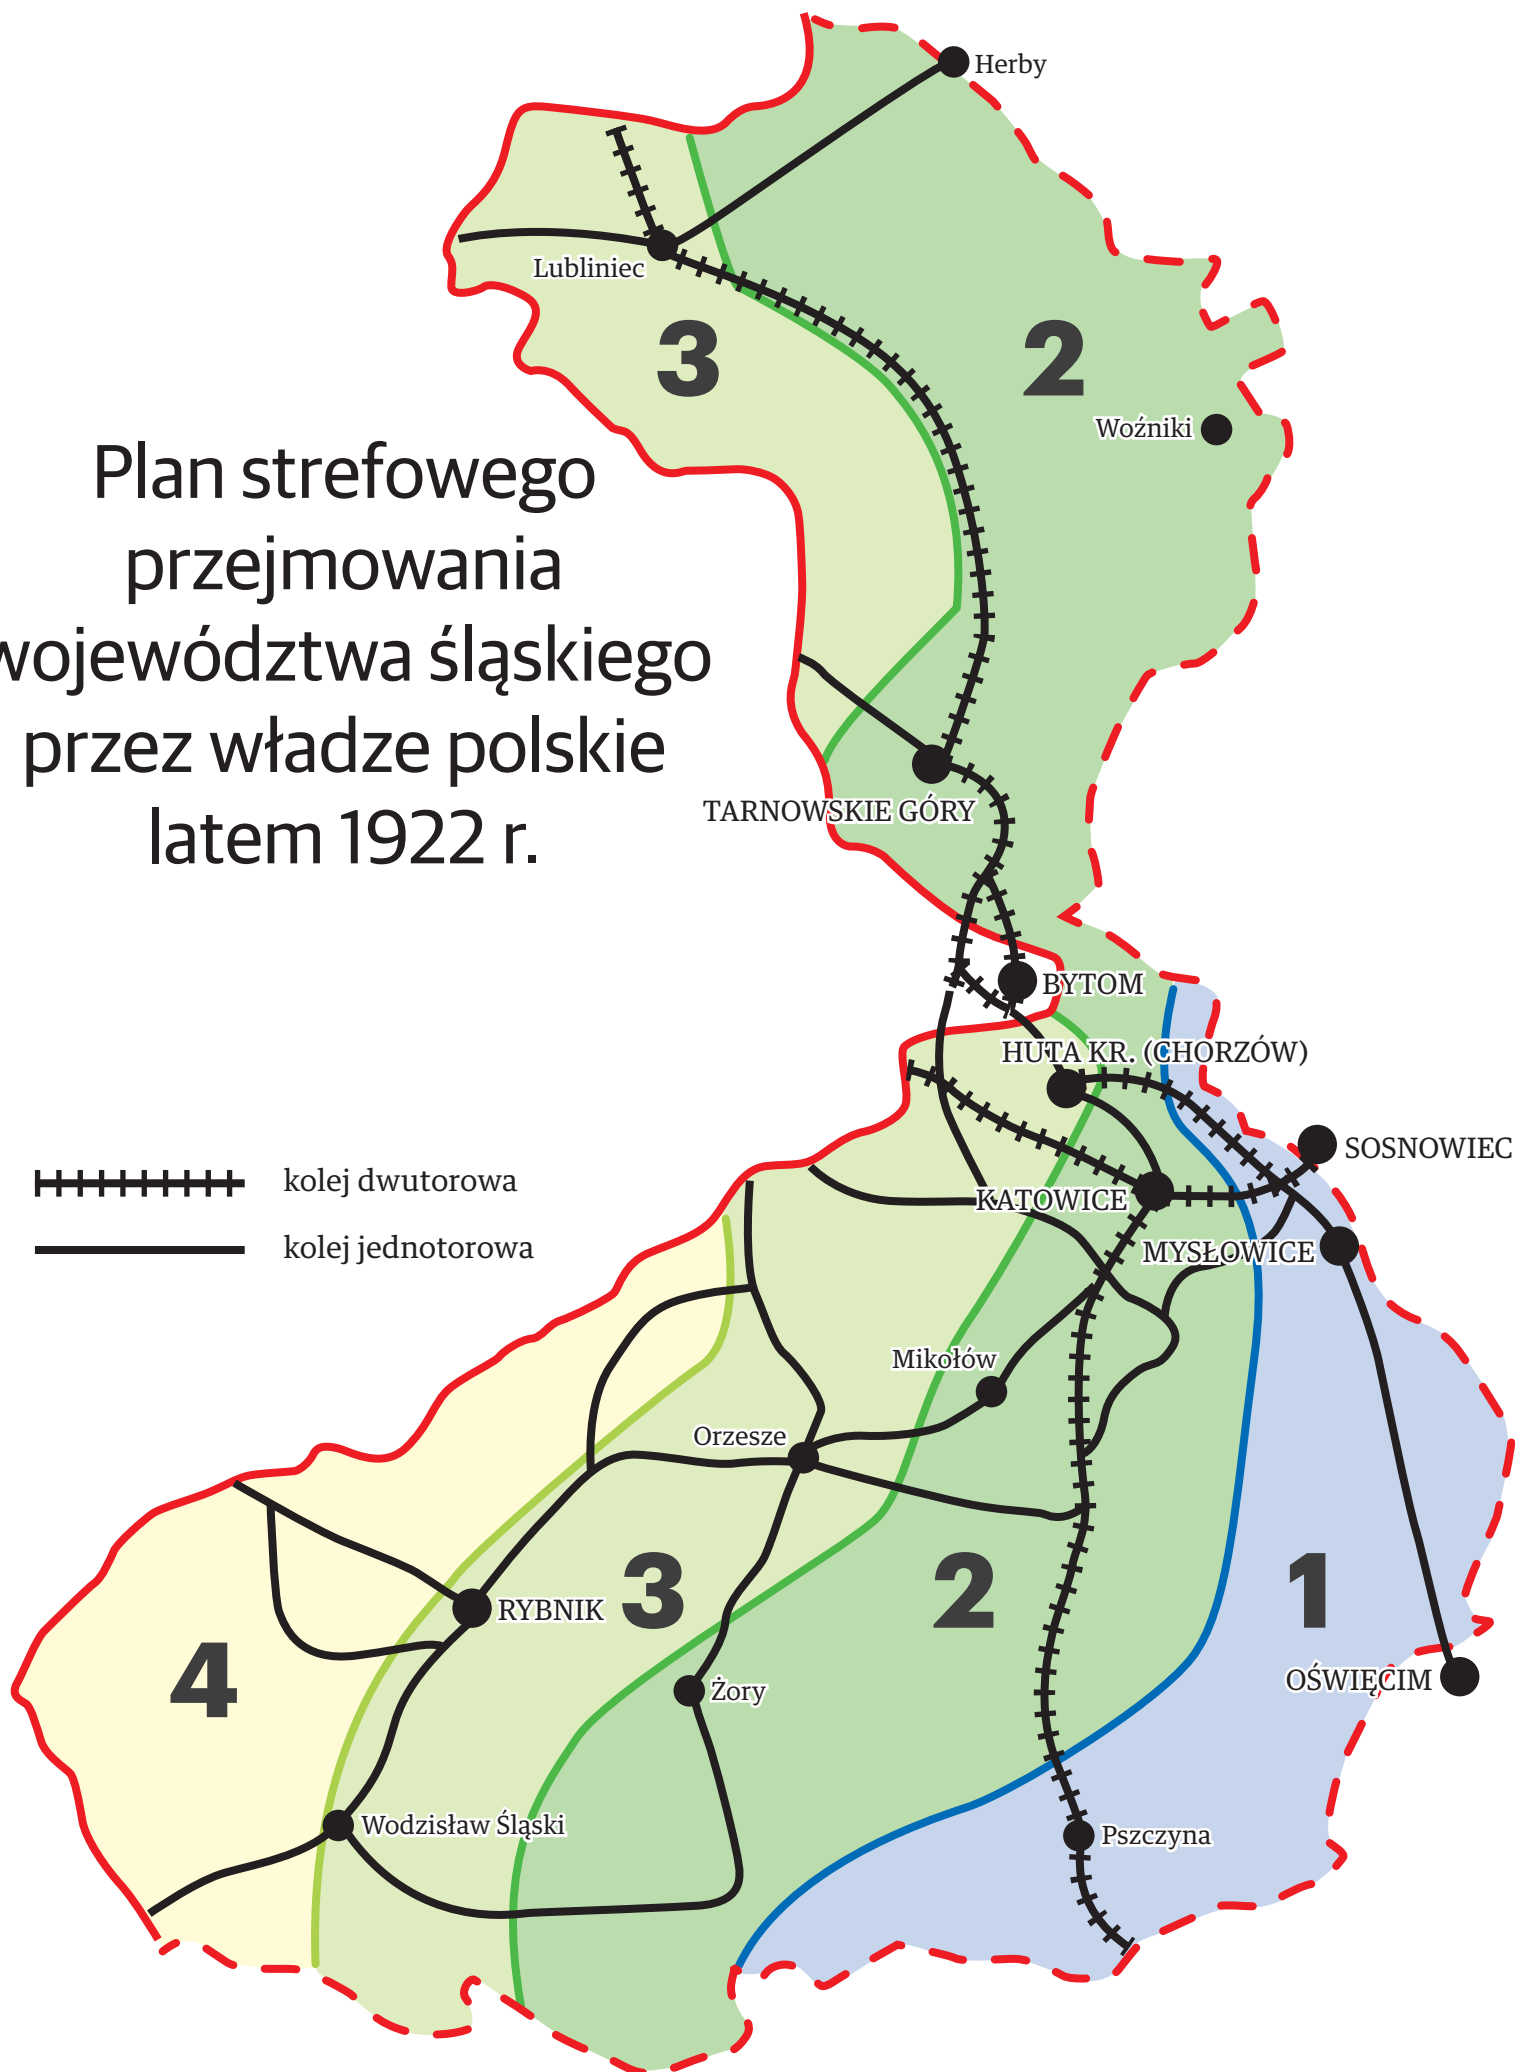 Herby
Lubliniec
3
2
Woźniki
Plan strefowego
przejmowania
województwa śląskiego
przez władze polskie
latem 1922 r.
TARNOWSKIE GÓRY
BYTOM
HUTA KR. (CHORZÓW)
SOSNOWIEC
kolej dwutorowa
KATOWICE
kolej jednotorowa
MYSŁOWICE
Mikołów
Orzesze
RYBNIK
3
2
1
4
Żory
OŚWIĘCIM
Wodzisław Śląski
Pszczyna